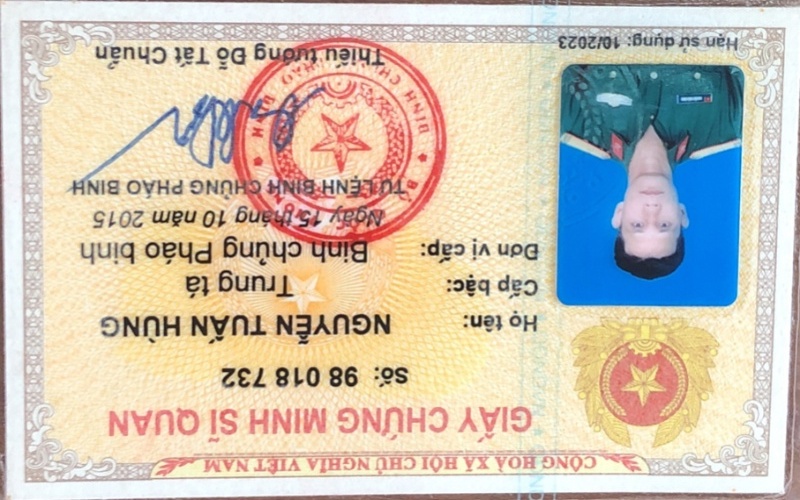 CỘNG HOÀ XÃ HỘI CHỦ NGHĨA VIỆT NAM
GIẤY CHỨNG MINH SĨ QUAN
Số: 98 018 732
Họ tên: NGUYỄN TUẤN HÙNG
Cấp bậc: Trung tá
Đơn vị cấp: Binh chủng Pháo binh
Ngày 15 tháng 10 năm 2015
TƯ LỆNH BINH CHỦNG PHÁO BINH
Thiếu tướng Đỗ Tất Chuẩn
Hạn sử dụng: 10/2023